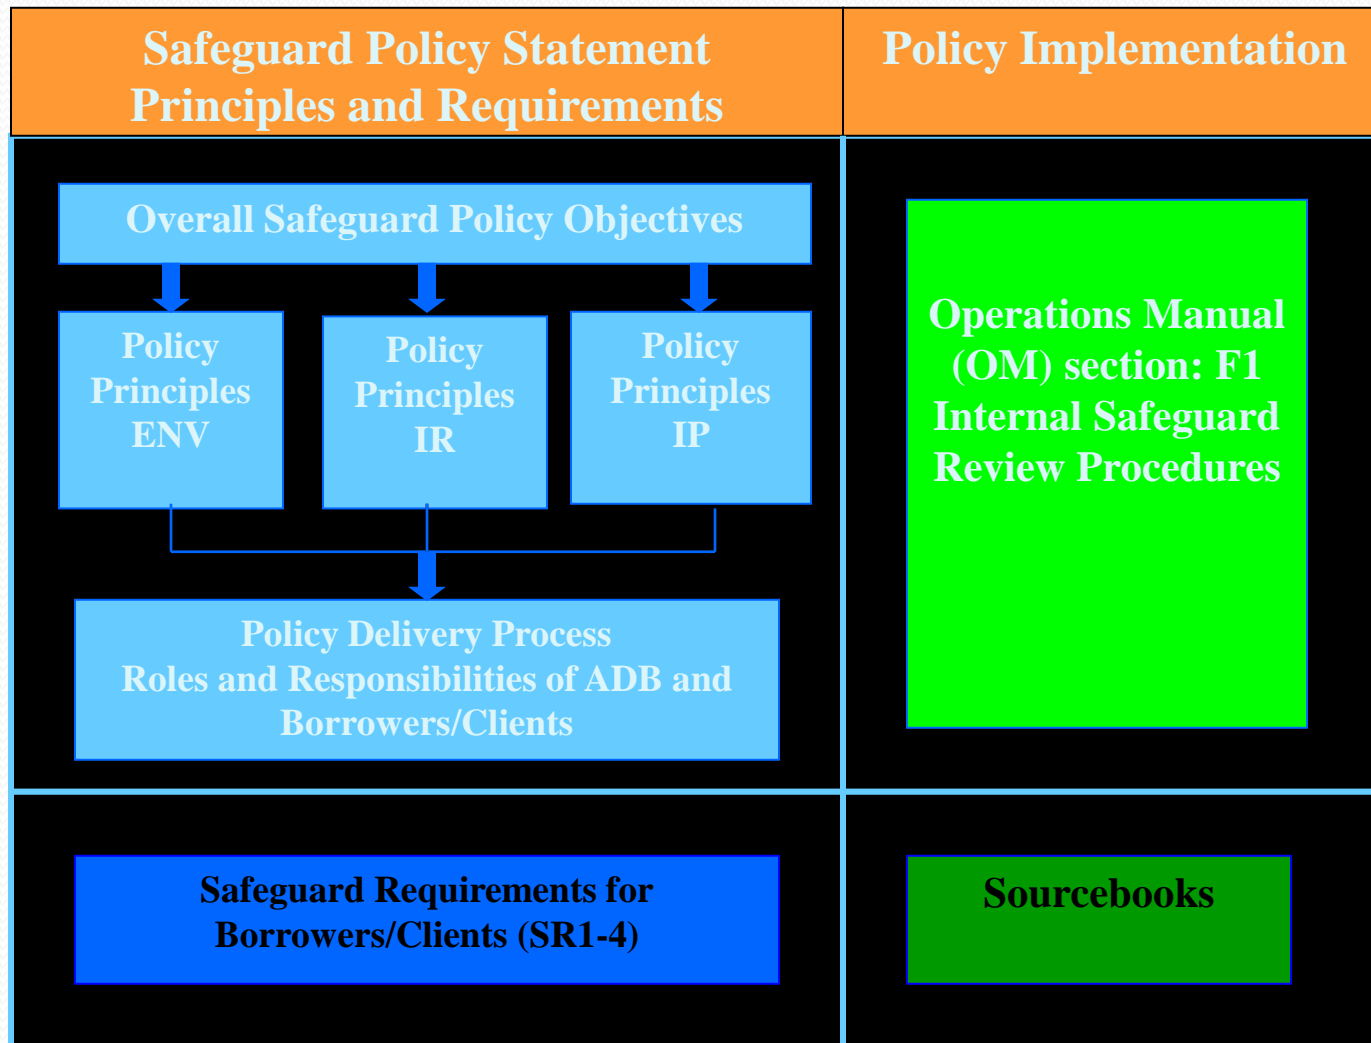 Safeguard Policy Statement
Principles and Requirements
Policy Implementation
Overall Safeguard Policy Objectives
Policy
Principles
ENV
Policy
Principles
IR
Policy
Principles
IP
Policy Delivery Process
Roles and Responsibilities of ADB and
Borrowers/Clients
Operations Manual
(OM) section: F1
Internal Safeguard
Review Procedures
Safeguard Requirements for
Borrowers/Clients (SR1-4)
Sourcebooks